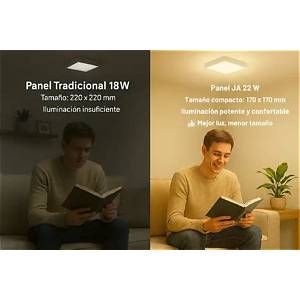 Panel Tradicional 18W
Tamaño: 220 x 220 mm
Iluminación insuficiente
Panel JA 22 W
Tamaño compacto: 170 x 170 mm
Iluminación potente y confortable
👍 Mejor luz, menor tamaño